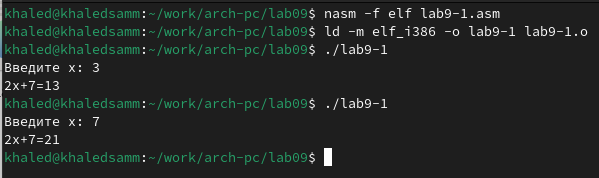 khaled@khaledsamm:~/work/arch-pc/lab09$ nasm -f elf lab9-1.asm
khaled@khaledsamm:~/work/arch-pc/lab09$ ld -m elf_i386 -o lab9-1 lab9-1.o
khaled@khaledsamm:~/work/arch-pc/lab09$ ./lab9-1
Введите x: 3
2x+7=13
khaled@khaledsamm:~/work/arch-pc/lab09$ ./lab9-1
Введите x: 7
2x+7=21
khaled@khaledsamm:~/work/arch-pc/lab09$